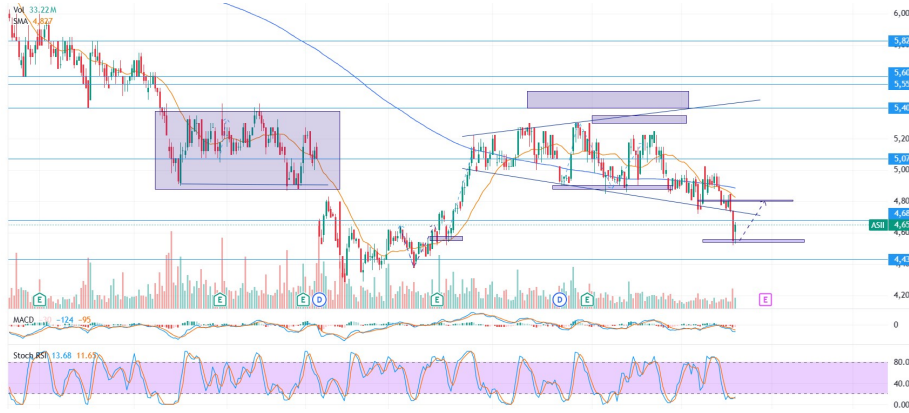 Vol 33.22M
SMA 4,827
6,00
5,82
5,60
5,55
5,40
5,20
5,07
5,00
4,80
4,68
ASII 4,65
4,60
4,43
4,20
E E E D E D E E
MACD -124 -95
0
Stoch RSI 13.68 11.65
80.0
40.0
0.00